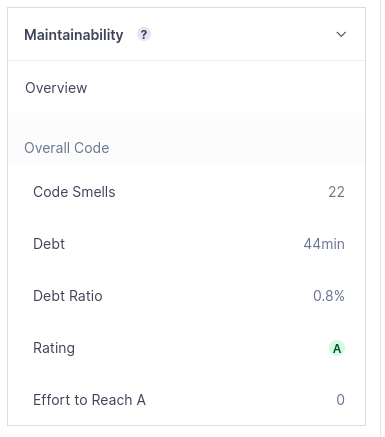 Maintainability ?
Overview
Overall Code
Code Smells 22
Debt 44min
Debt Ratio 0.8%
Rating A
Effort to Reach A 0